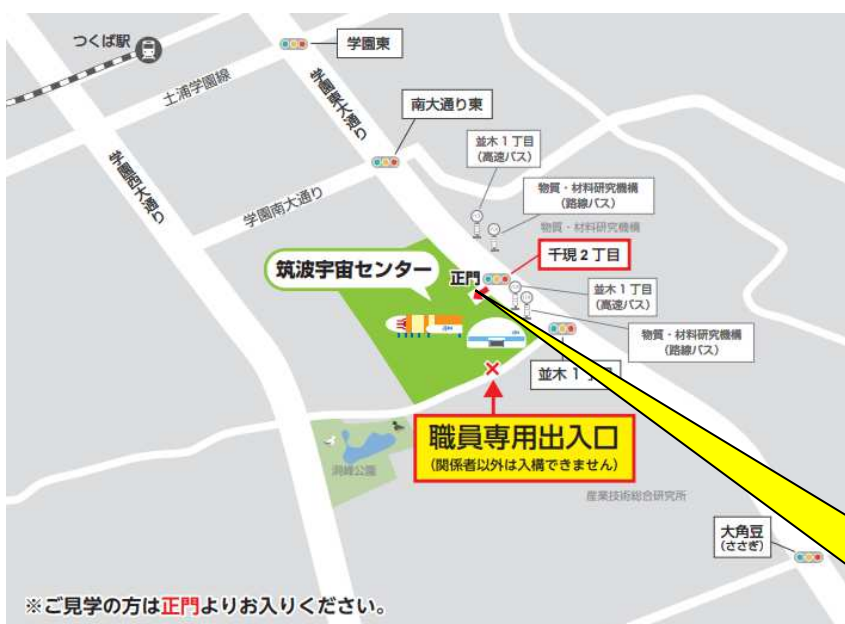 つくば駅
学園東
土浦学園線
学園東大通り
南大通り東
並木1丁目
(高速バス)
学園西大通り
学園南大通り
物質・材料研究機構
(路線バス)
物質・材料研究機構
千現2丁目
筑波宇宙センター
正門
並木1丁目
(高速バス)
物質・材料研究機構
(路線バス)
並木1丁目
職員専用出入口
(関係者以外は入構できません)
洞峰公園
産業技術総合研究所
大角豆
(ささぎ)
※ご見学の方は正門よりお入りください。